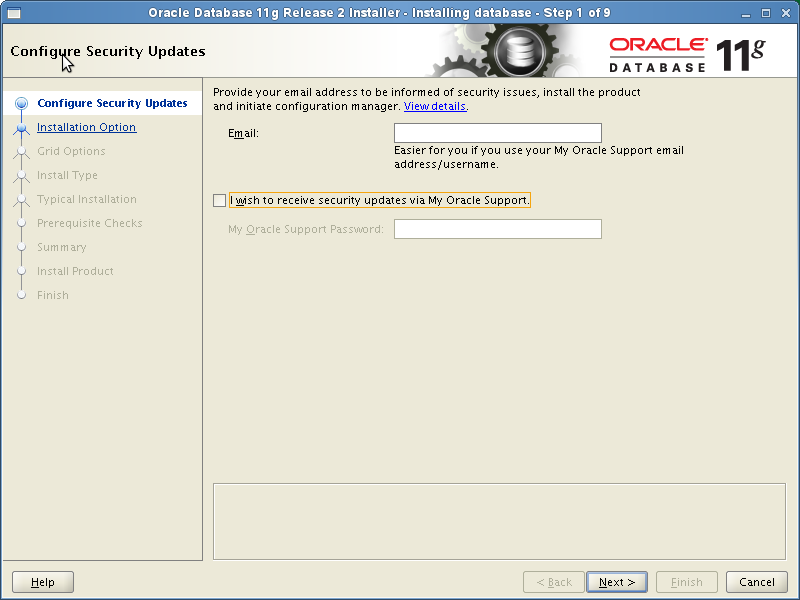 Oracle Database 11g Release 2 Installer - Installing database - Step 1 of 9
Configure Security Updates
ORACLE®
DATABASE
11g
Configure Security Updates
Installation Option
Grid Options
Install Type
Typical Installation
Prerequisite Checks
Summary
Install Product
Finish
Provide your email address to be informed of security issues, install the product
and initiate configuration manager. View details.
Email:
Easier for you if you use your My Oracle Support email
address/username.
I wish to receive security updates via My Oracle Support.
My Oracle Support Password:
Help
< Back
Next >
Finish
Cancel